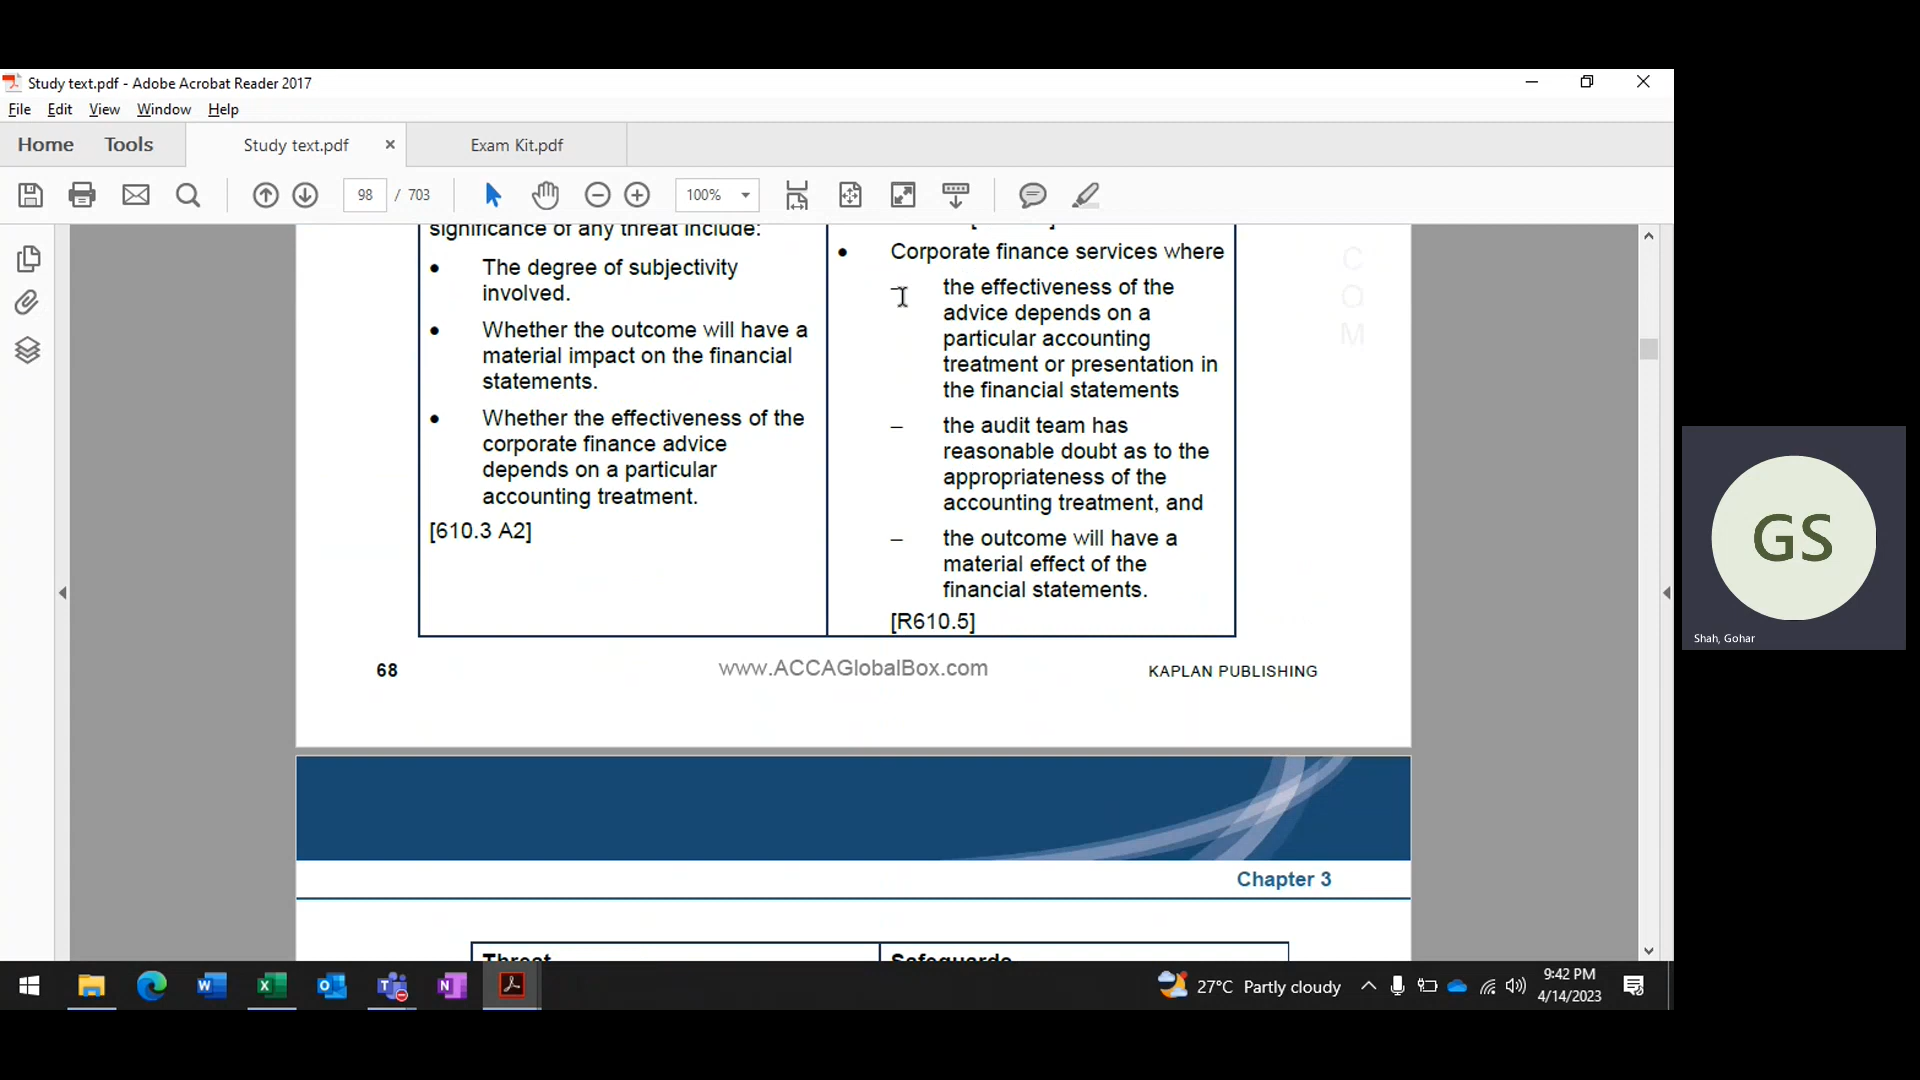 Study text.pdf - Adobe Acrobat Reader 2017
File Edit View Window Help
Home Tools Study text.pdf × Exam Kit.pdf
98 / 703 100%
significance of any threat include:
• The degree of subjectivity
involved.
• Whether the outcome will have a
material impact on the financial
statements.
• Whether the effectiveness of the
corporate finance advice
depends on a particular
accounting treatment.
[610.3 A2]
• Corporate finance services where
– the effectiveness of the
advice depends on a
particular accounting
treatment or presentation in
the financial statements
– the audit team has
reasonable doubt as to the
appropriateness of the
accounting treatment, and
– the outcome will have a
material effect of the
financial statements.
[R610.5]
C
O
M
68 www.ACCAGlobalBox.com KAPLAN PUBLISHING
Chapter 3
Threat Safeguards
GS
Shah, Gohar
27°C Partly cloudy
9:42 PM
4/14/2023